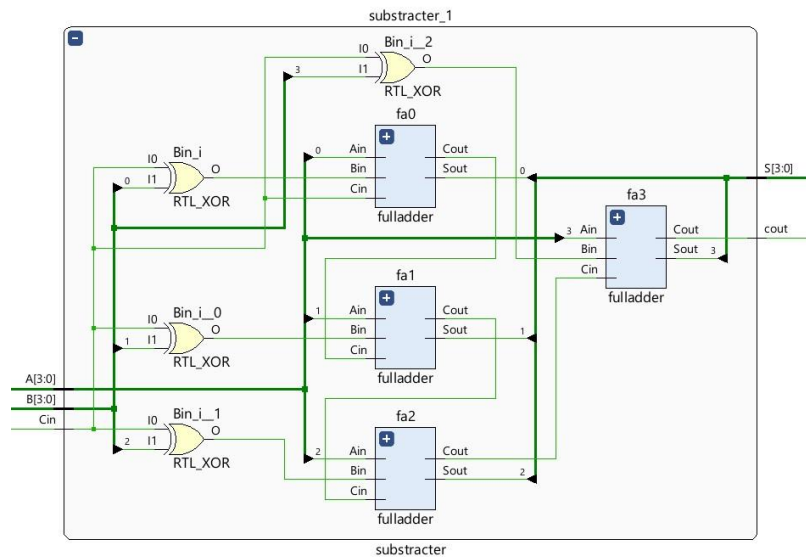 substracter_1
Bin_i__2
I0
I1
O
3
RTL_XOR
fa0
0
Ain
Bin
Cin
Cout
Sout
fulladder
Bin_i
I0
I1
O
0
RTL_XOR
0
S[3:0]
fa3
3
Ain
Bin
Cin
Cout
Sout
3
fulladder
cout
fa1
1
Ain
Bin
Cin
Cout
Sout
1
fulladder
Bin_i__0
I0
I1
O
1
RTL_XOR
A[3:0]
B[3:0]
Cin
Bin_i__1
I0
I1
O
2
RTL_XOR
fa2
2
Ain
Bin
Cin
Cout
Sout
2
fulladder
substracter